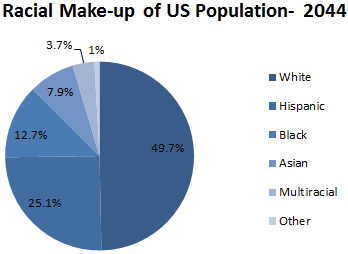 Racial Make-up of US Population- 2044
3.7%
1%
7.9%
12.7%
49.7%
25.1%
White
Hispanic
Black
Asian
Multiracial
Other